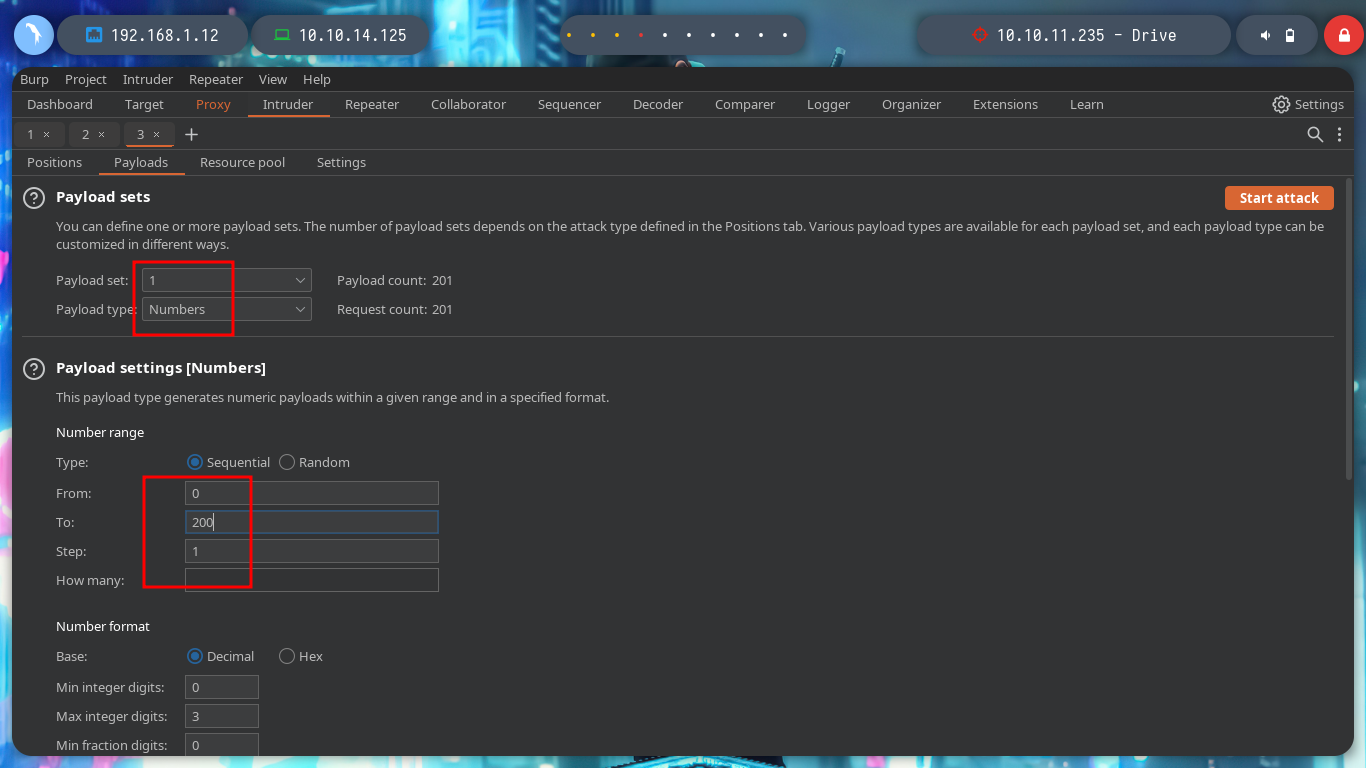 192.168.1.12 10.10.14.125 10.10.11.235 - Drive
Burp Project Intruder Repeater View Help
Dashboard Target Proxy Intruder Repeater Collaborator Sequencer Decoder Comparer Logger Organizer Extensions Learn Settings
1 × 2 × 3 × +
Positions Payloads Resource pool Settings
? Payload sets Start attack
You can define one or more payload sets. The number of payload sets depends on the attack type defined in the Positions tab. Various payload types are available for each payload set, and each payload type can be
customized in different ways.
Payload set: 1 Payload count: 201
Payload type: Numbers Request count: 201
? Payload settings [Numbers]
This payload type generates numeric payloads within a given range and in a specified format.
Number range
Type: Sequential Random
From: 0
To: 200
Step: 1
How many:
Number format
Base: Decimal Hex
Min integer digits: 0
Max integer digits: 3
Min fraction digits: 0